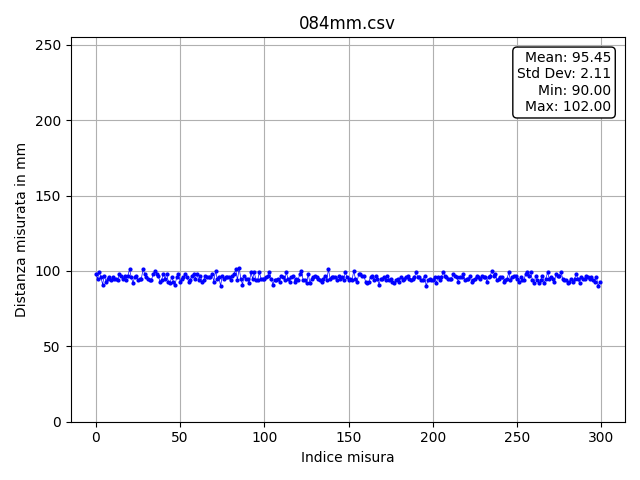 084mm.csv
Mean: 95.45
Std Dev: 2.11
Min: 90.00
Max: 102.00
Distanza misurata in mm
250
200
150
100
50
0
0 50 100 150 200 250 300
Indice misura